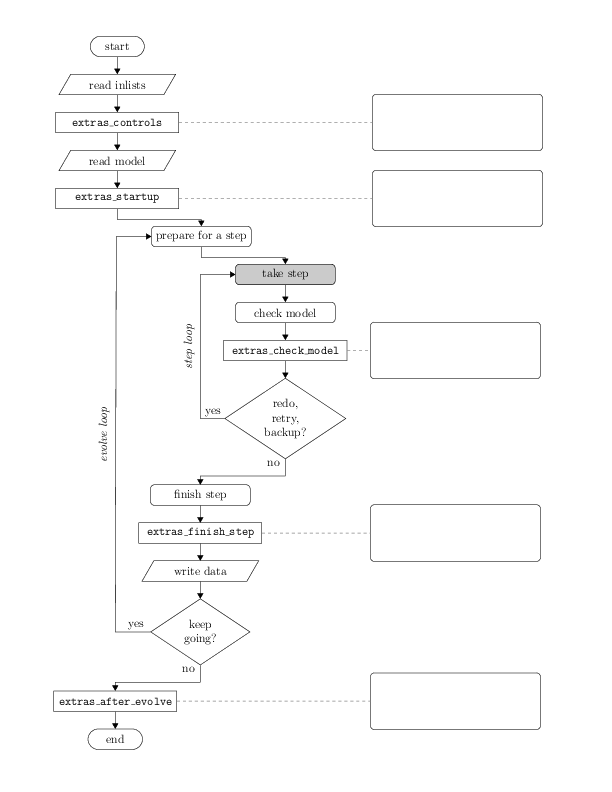 start
read inlists
extras_controls
read model
extras_startup
prepare for a step
take step
check model
step loop
extras_check_model
redo,
retry,
backup?
yes
no
evolve loop
finish step
extras_finish_step
write data
keep
going?
yes
no
extras_after_evolve
end